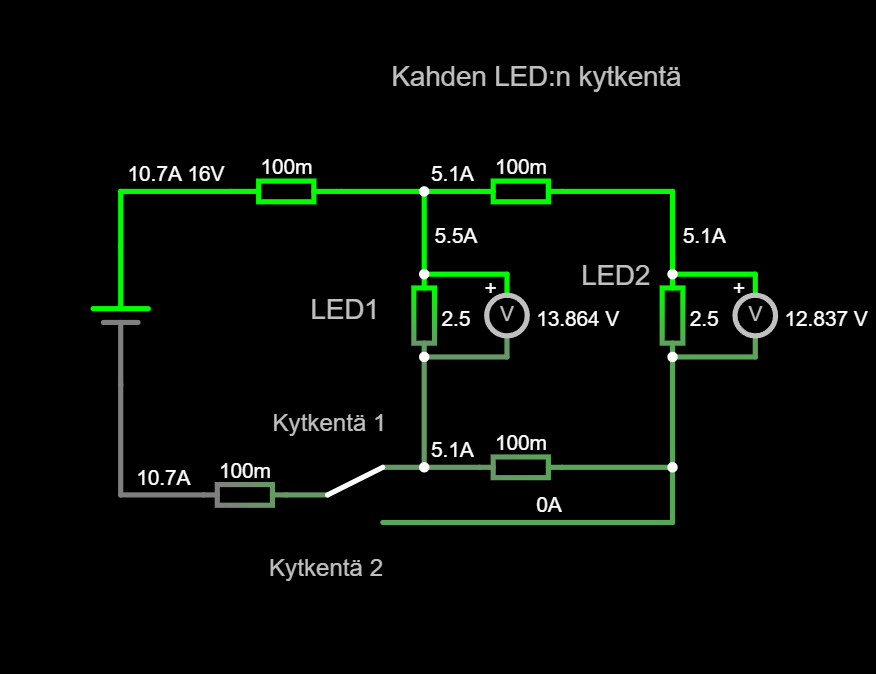 Kahden LED:n kytkentä
10.7A 16V
100m
5.1A
100m
5.5A
5.1A
LED1
2.5
+
V
13.864 V
LED2
2.5
+
V
12.837 V
Kytkentä 1
5.1A
100m
10.7A
100m
0A
Kytkentä 2